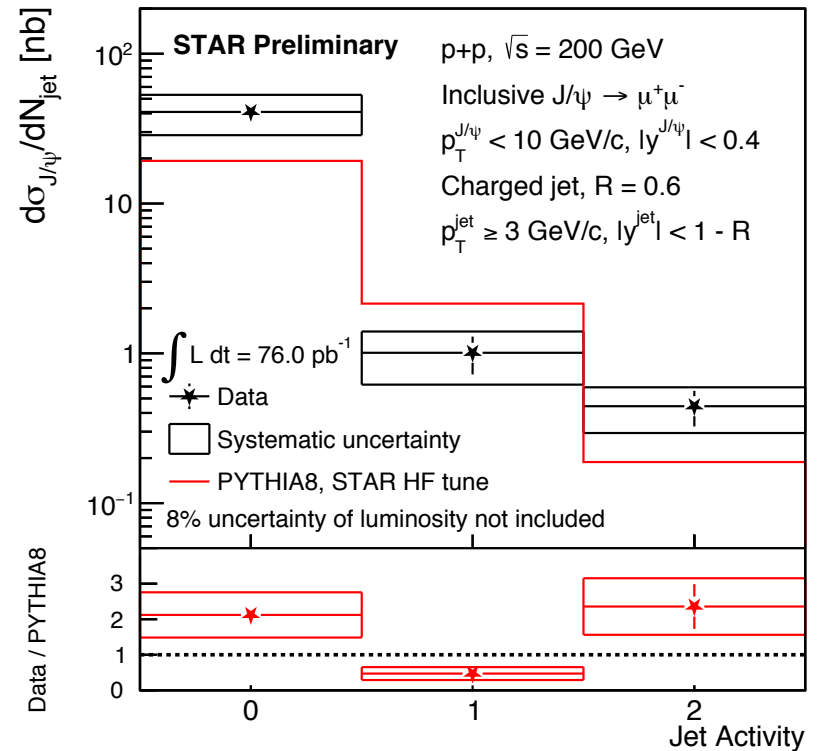 dσ_{J/ψ}/dN_{jet} [nb]
10²
10
1
10⁻¹
STAR Preliminary
p+p, √s = 200 GeV
Inclusive J/ψ → μ⁺μ⁻
p_T^{J/ψ} < 10 GeV/c, |y^{J/ψ}| < 0.4
Charged jet, R = 0.6
p_T^{jet} ≥ 3 GeV/c, |y^{jet}| < 1 - R
∫ L dt = 76.0 pb⁻¹
Data
Systematic uncertainty
PYTHIA8, STAR HF tune
8% uncertainty of luminosity not included
Data / PYTHIA8
3
2
1
0
0 1 2
Jet Activity